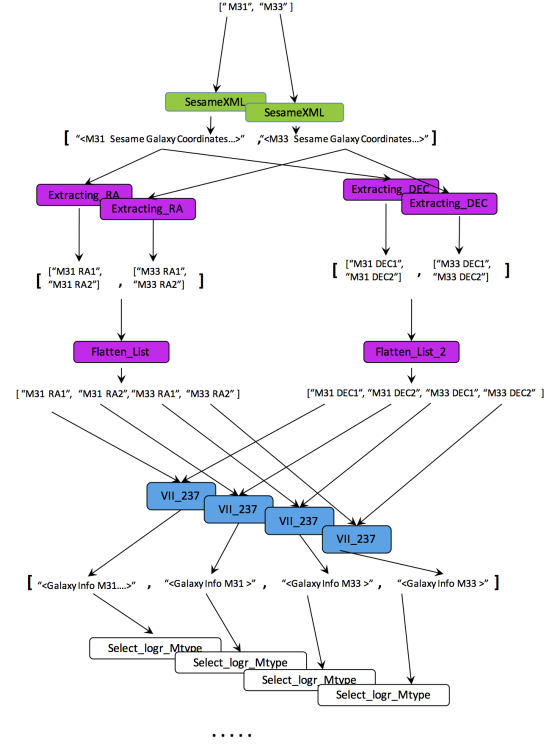 [“ M31”, “M33” ]
SesameXML
SesameXML
[ “<M31 Sesame Galaxy Coordinates...>” ,“<M33 Sesame Galaxy Coordinates...>” ]
Extracting_RA
Extracting_RA
Extracting_DEC
Extracting_DEC
[ [“M31 RA1”, “M31 RA2”] , [“M33 RA1”, “M33 RA2”] ]
[ [“M31 DEC1”, “M31 DEC2”] , [“M33 DEC1”, “M33 DEC2”] ]
Flatten_List
Flatten_List_2
[ “M31 RA1”, “M31 RA2”, “M33 RA1”, “M33 RA2” ]
[“M31 DEC1”, “M31 DEC2”, “M33 DEC1”, “M33 DEC2” ]
VII_237
VII_237
VII_237
VII_237
[ “<Galaxy Info M31....>” , “<Galaxy Info M31 >” , “<Galaxy Info M33 >” , “<Galaxy Info M33 >” ]
Select_logr_Mtype
Select_logr_Mtype
Select_logr_Mtype
Select_logr_Mtype
. . . . .